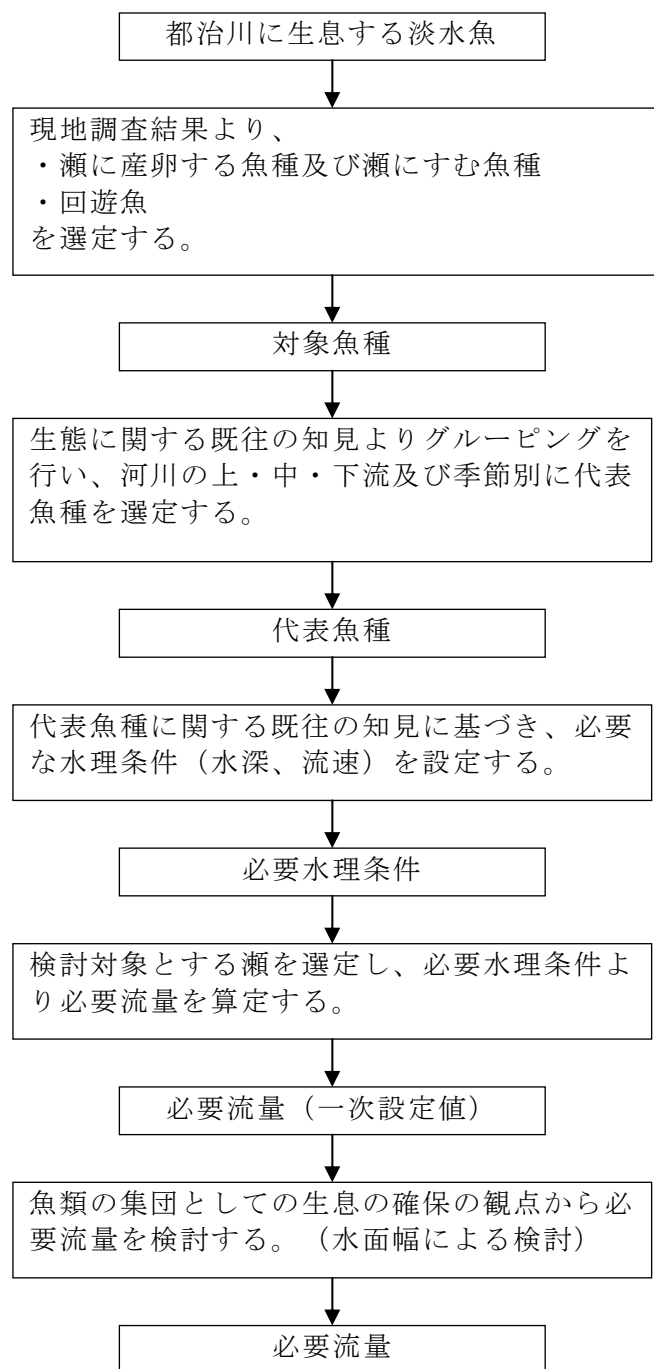 都治川に生息する淡水魚
現地調査結果より、
・瀬に産卵する魚種及び瀬にすむ魚種
・回遊魚
を選定する。
対象魚種
生態に関する既往の知見よりグルーピングを
行い、河川の上・中・下流及び季節別に代表
魚種を選定する。
代表魚種
代表魚種に関する既往の知見に基づき、必要
な水理条件（水深、流速）を設定する。
必要水理条件
検討対象とする瀬を選定し、必要水理条件よ
り必要流量を算定する。
必要流量（一次設定値）
魚類の集団としての生息の確保の観点から必
要流量を検討する。（水面幅による検討）
必要流量